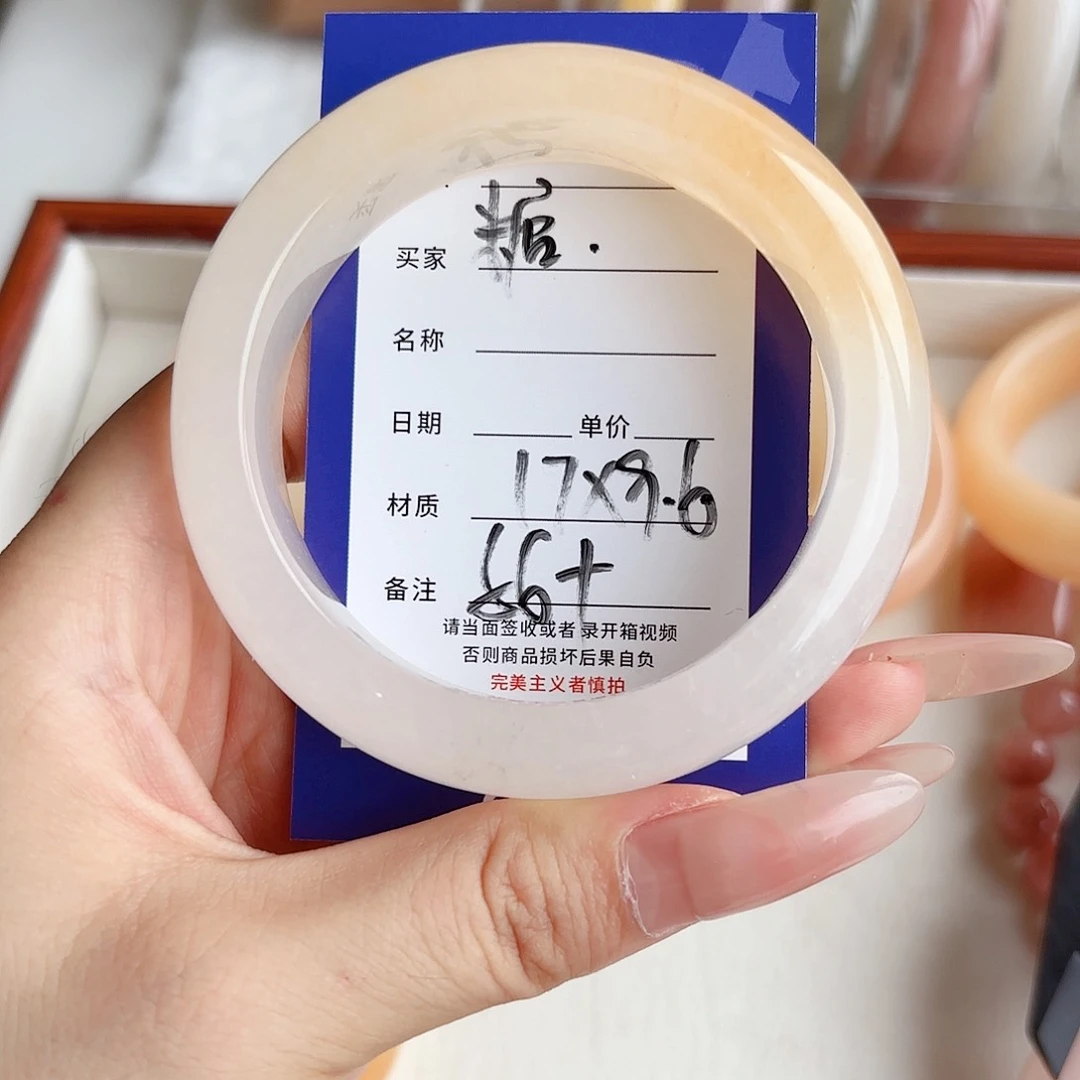 买家 糖.
名称
日期 单价
材质 17x9.6
备注 56+
请当面签收或者 录开箱视频
否则商品损坏后果自负
完美主义者慎拍